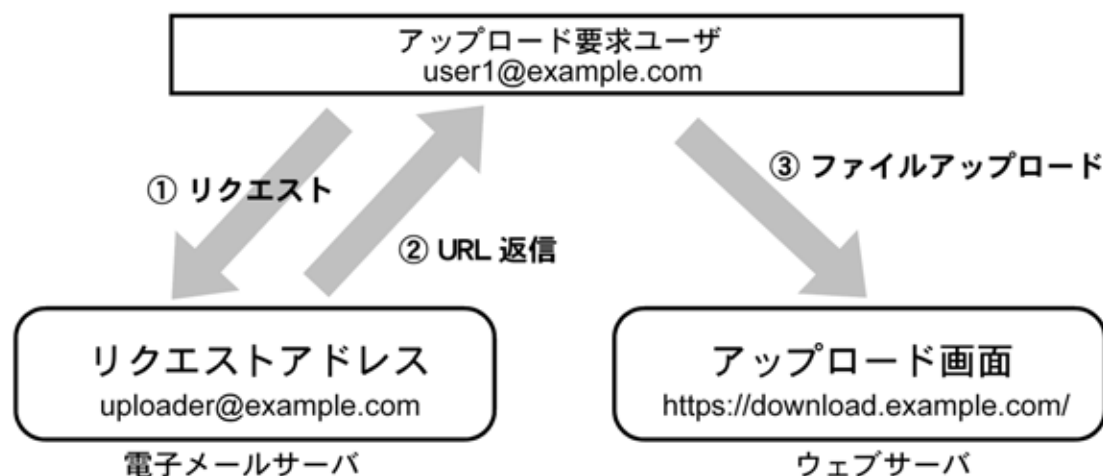 アップロード要求ユーザ
user1@example.com
① リクエスト
② URL 返信
③ ファイルアップロード
リクエストアドレス
uploader@example.com
電子メールサーバ
アップロード画面
https://download.example.com/
ウェブサーバ